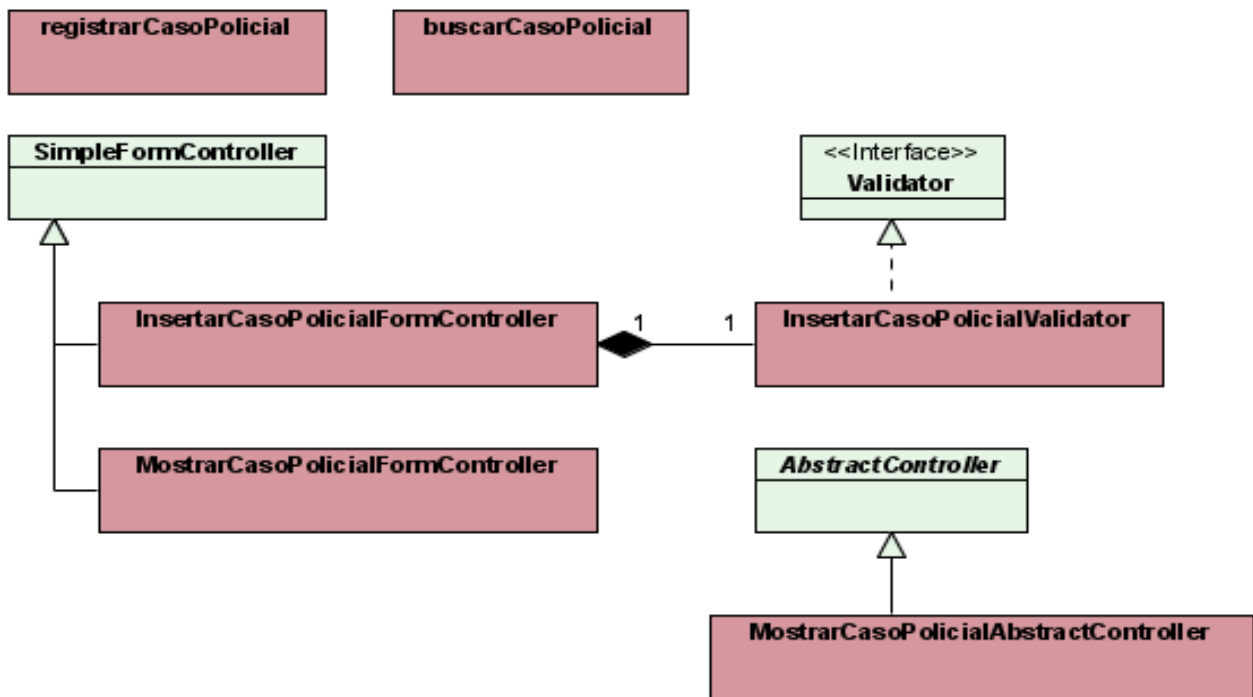 registrarCasoPolicial
buscarCasoPolicial
SimpleFormController
<<Interface>>
Validator
InsertarCasoPolicialFormController
1
1
InsertarCasoPolicialValidator
MostrarCasoPolicialFormController
AbstractController
MostrarCasoPolicialAbstractController